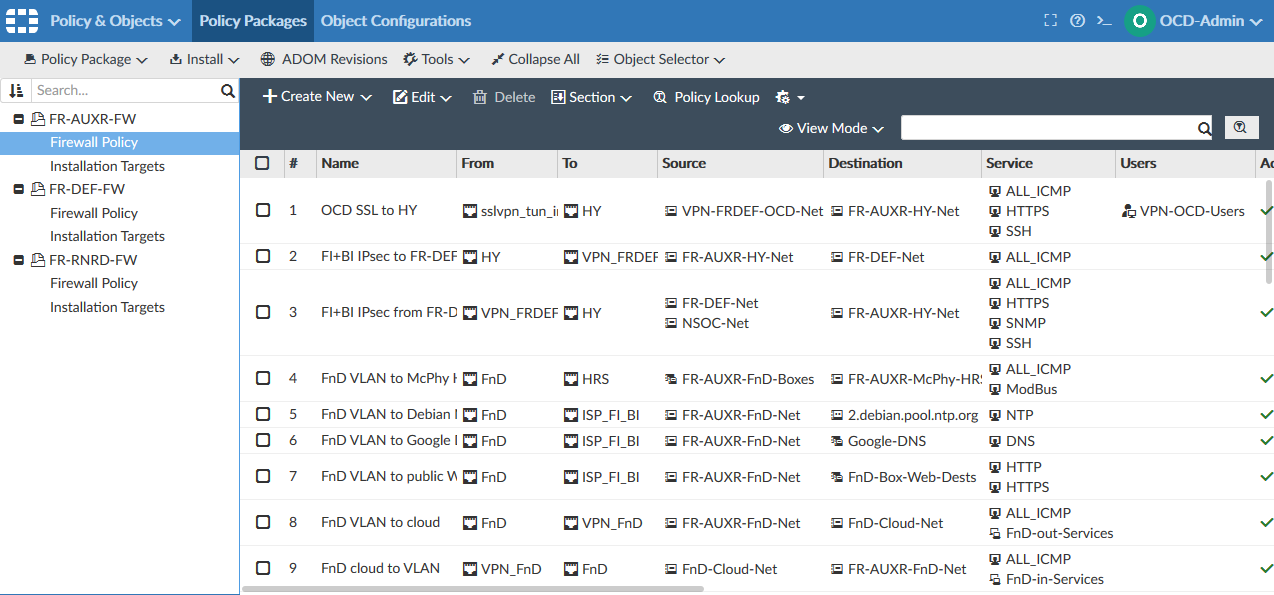 Policy & Objects Policy Packages Object Configurations OCD-Admin
Policy Package Install ADOM Revisions Tools Collapse All Object Selector
Search... Create New Edit Delete Section Policy Lookup
FR-AUXR-FW
Firewall Policy
Installation Targets
FR-DEF-FW
Firewall Policy
Installation Targets
FR-RNRD-FW
Firewall Policy
Installation Targets
View Mode
# Name From To Source Destination Service Users Ac
1 OCD SSL to HY sslvpn_tun_i HY VPN-FRDEF-OCD-Net FR-AUXR-HY-Net ALL_ICMP VPN-OCD-Users
HTTPS
SSH
2 FI+BI IPsec to FR-DEF HY VPN_FRDEF FR-AUXR-HY-Net FR-DEF-Net ALL_ICMP
3 FI+BI IPsec from FR-D VPN_FRDEF HY FR-DEF-Net FR-AUXR-HY-Net ALL_ICMP
NSOC-Net HTTPS
SNMP
SSH
4 FnD VLAN to McPhy H FnD HRS FR-AUXR-FnD-Boxes FR-AUXR-McPhy-HRS ALL_ICMP
ModBus
5 FnD VLAN to Debian FnD ISP_FI_BI FR-AUXR-FnD-Net 2.debian.pool.ntp.org NTP
6 FnD VLAN to Google FnD ISP_FI_BI FR-AUXR-FnD-Net Google-DNS DNS
7 FnD VLAN to public W FnD ISP_FI_BI FR-AUXR-FnD-Net FnD-Box-Web-Dests HTTP
HTTPS
8 FnD VLAN to cloud FnD VPN_FnD FR-AUXR-FnD-Net FnD-Cloud-Net ALL_ICMP
FnD-out-Services
9 FnD cloud to VLAN VPN_FnD FnD FnD-Cloud-Net FR-AUXR-FnD-Net ALL_ICMP
FnD-in-Services